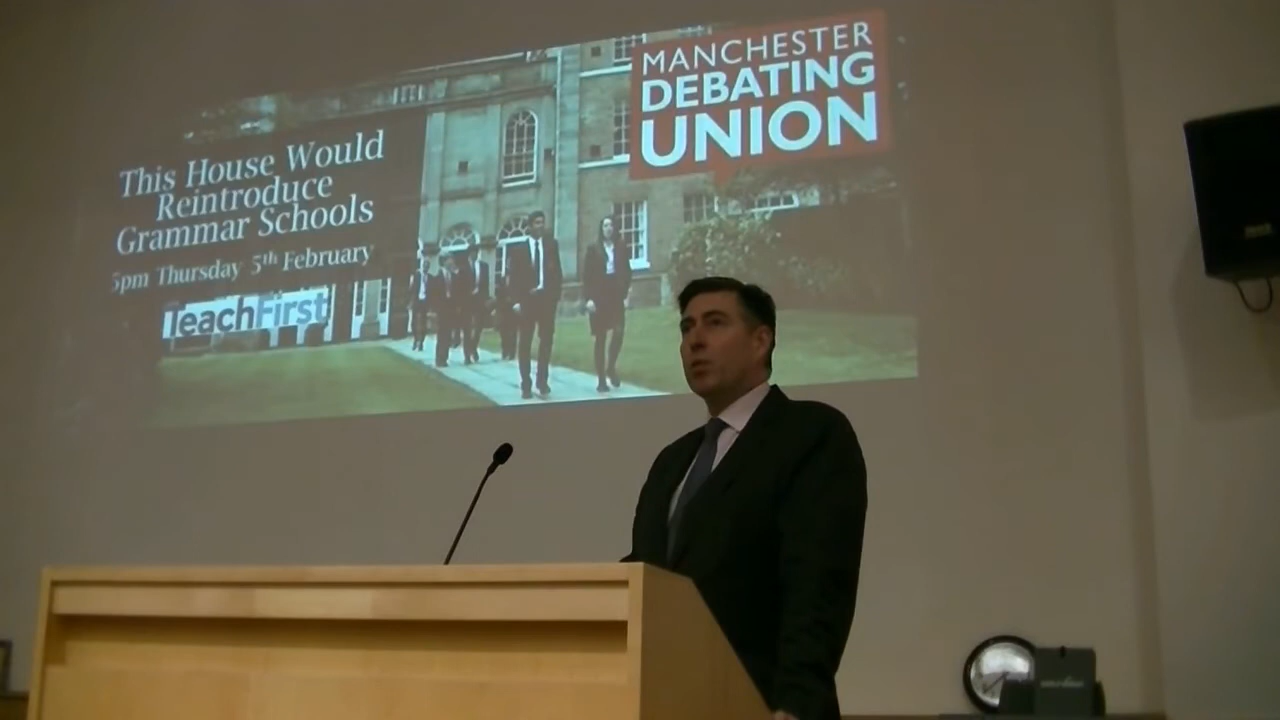 This House Would
Reintroduce
Grammar Schools
5pm Thursday 5th February
TeachFirst
MANCHESTER
DEBATING
UNION